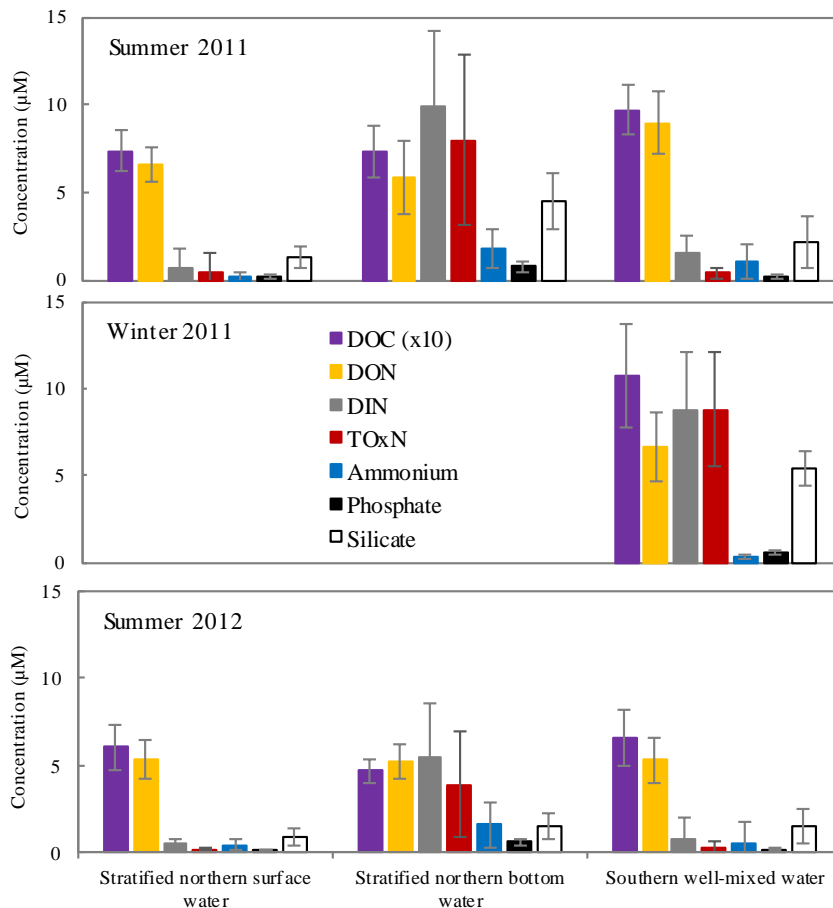 15
Summer 2011
10
Concentration (µM)
5
0
15
Winter 2011
DOC (x10)
DON
10
DIN
TOxN
Concentration (µM)
Ammonium
5
Phosphate
Silicate
0
15
Summer 2012
10
Concentration (µM)
5
0
Stratified northern surface water
Stratified northern bottom water
Southern well-mixed water